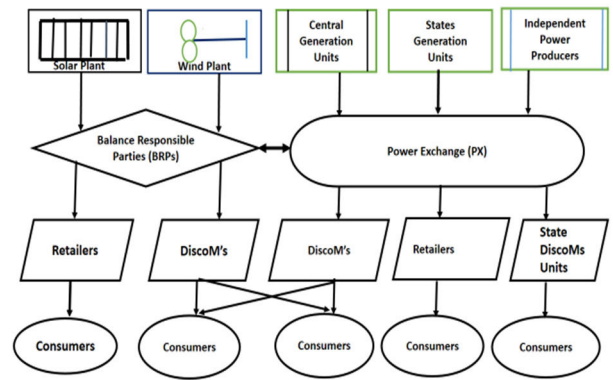 Solar Plant
Wind Plant
Central
Generation
Units
States
Generation
Units
Independent
Power
Producers
Balance Responsible
Parties (BRPs)
Power Exchange (PX)
Retailers
DiscoM's
DiscoM's
Retailers
State
DiscoMs
Units
Consumers
Consumers
Consumers
Consumers
Consumers